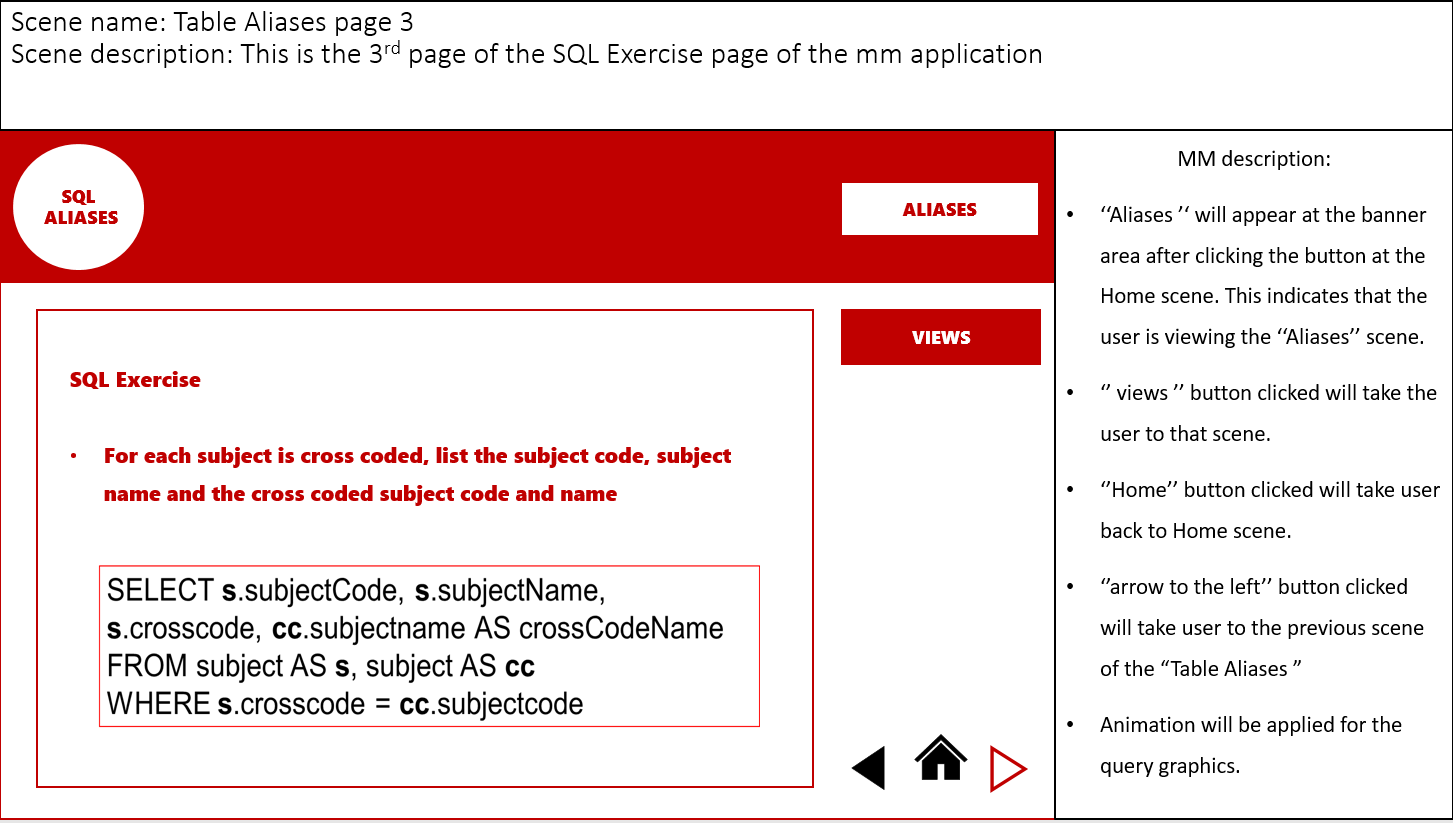 Scene name: Table Aliases page 3
Scene description: This is the 3rd page of the SQL Exercise page of the mm application
SQL
ALIASES
ALIASES
VIEWS
SQL Exercise
• For each subject is cross coded, list the subject code, subject
name and the cross coded subject code and name
SELECT s.subjectCode, s.subjectName,
s.crosscode, cc.subjectname AS crossCodeName
FROM subject AS s, subject AS cc
WHERE s.crosscode = cc.subjectcode
MM description:
• ‘‘Aliases ’‘ will appear at the banner
area after clicking the button at the
Home scene. This indicates that the
user is viewing the ‘‘Aliases’’ scene.
• ‘’ views ’’ button clicked will take the
user to that scene.
• ‘’Home’’ button clicked will take user
back to Home scene.
• ‘’arrow to the left’’ button clicked
will take user to the previous scene
of the “Table Aliases ”
• Animation will be applied for the
query graphics.